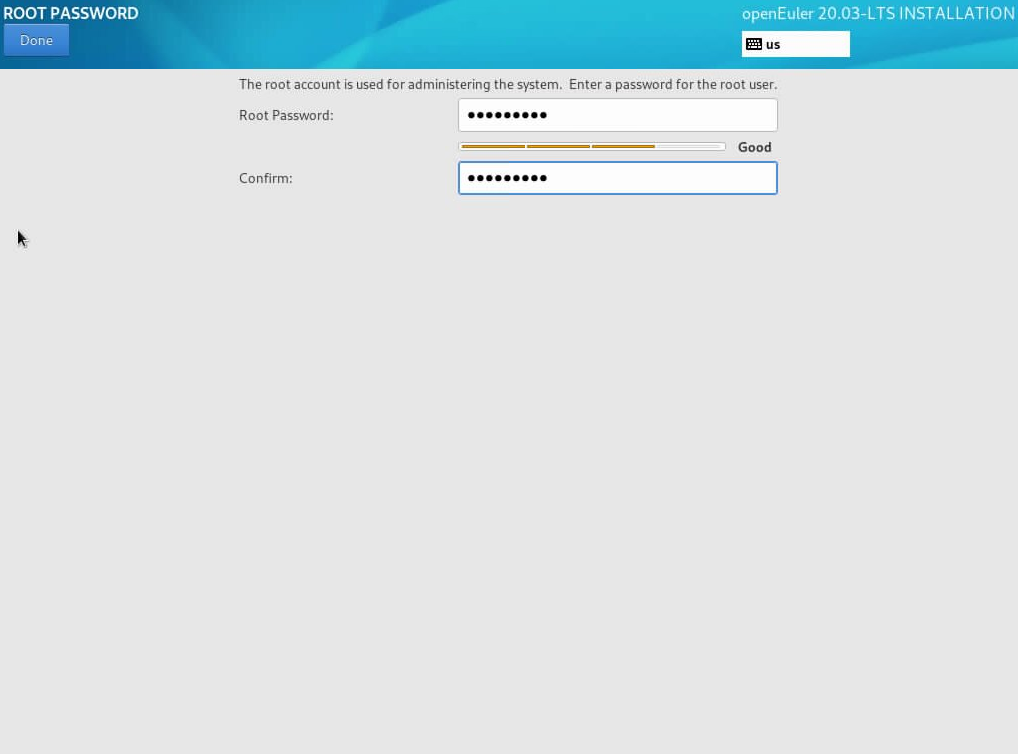 ROOT PASSWORD
openEuler 20.03-LTS INSTALLATION
Done
us
The root account is used for administering the system.  Enter a password for the root user.
Root Password: ●●●●●●●●●
Good
Confirm: ●●●●●●●●●